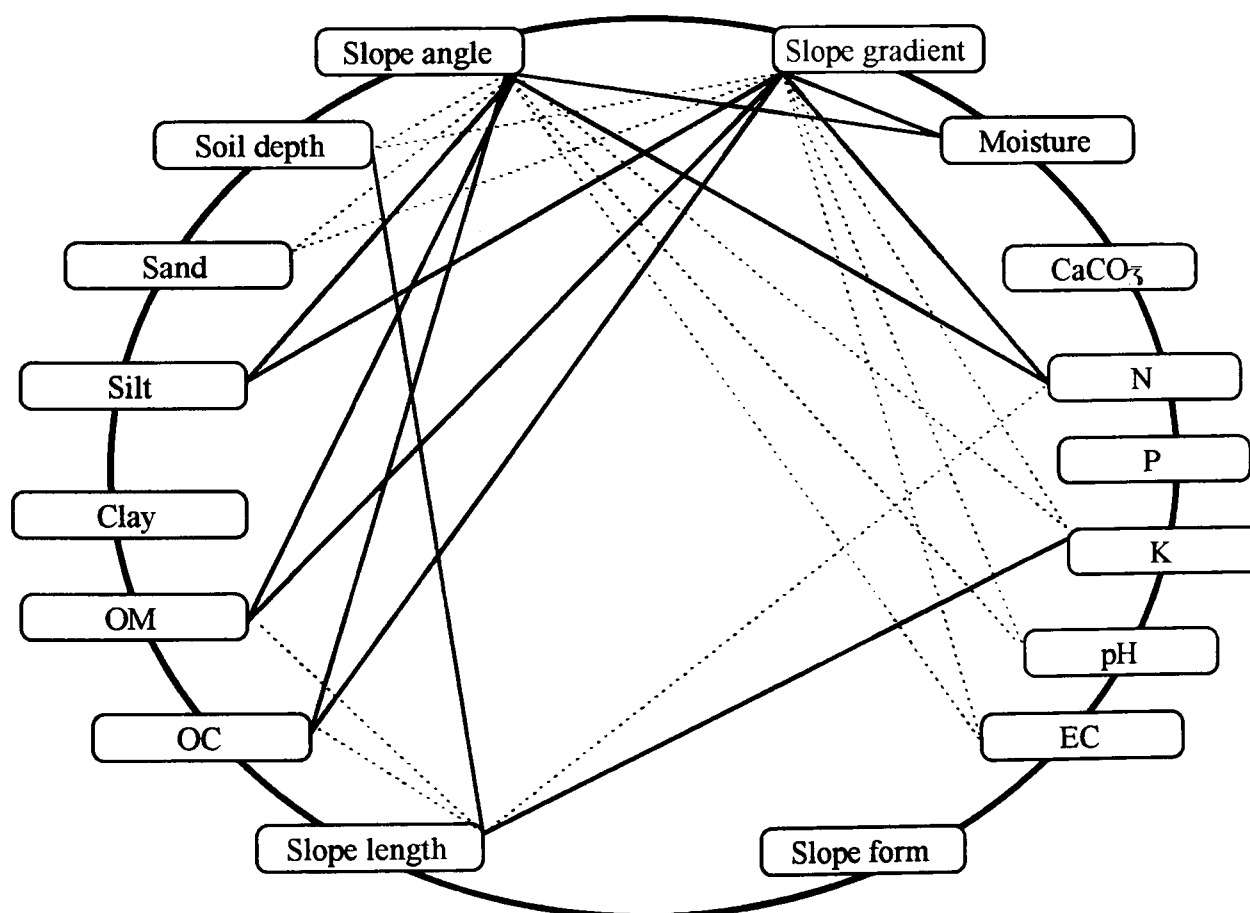 Slope angle
Slope gradient
Soil depth
Moisture
Sand
CaCO3
Silt
N
P
Clay
K
OM
pH
OC
EC
Slope length
Slope form